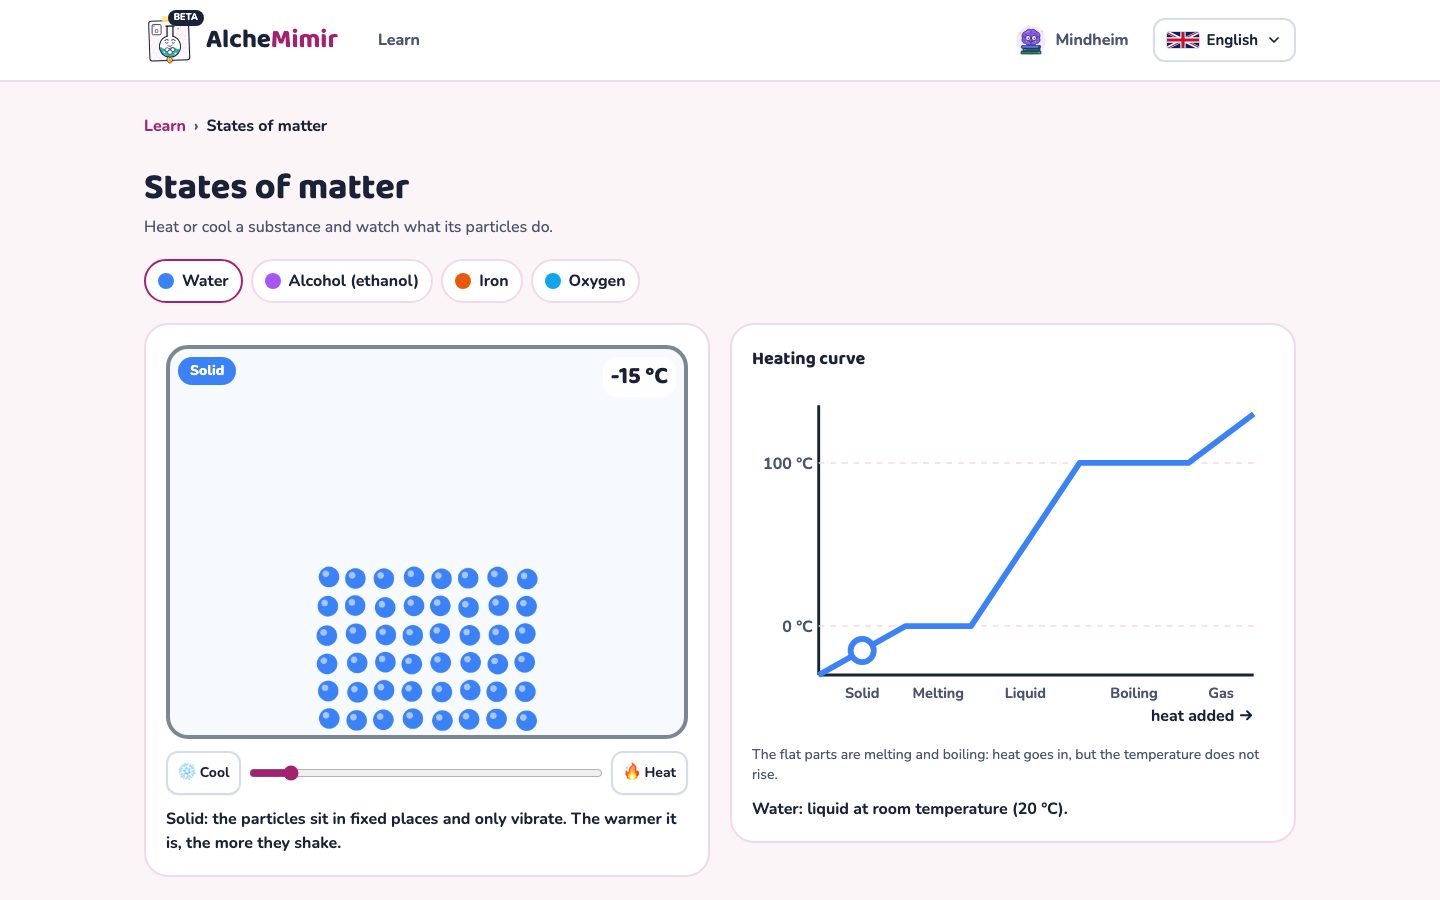 BETA
AlcheMimir
Learn
Mindheim
English
Learn › States of matter
States of matter
Heat or cool a substance and watch what its particles do.
Water
Alcohol (ethanol)
Iron
Oxygen
Solid
-15 °C
Cool
Heat
Solid: the particles sit in fixed places and only vibrate. The warmer it
is, the more they shake.
Heating curve
100 °C
0 °C
Solid
Melting
Liquid
Boiling
Gas
heat added →
The flat parts are melting and boiling: heat goes in, but the temperature does not
rise.
Water: liquid at room temperature (20 °C).